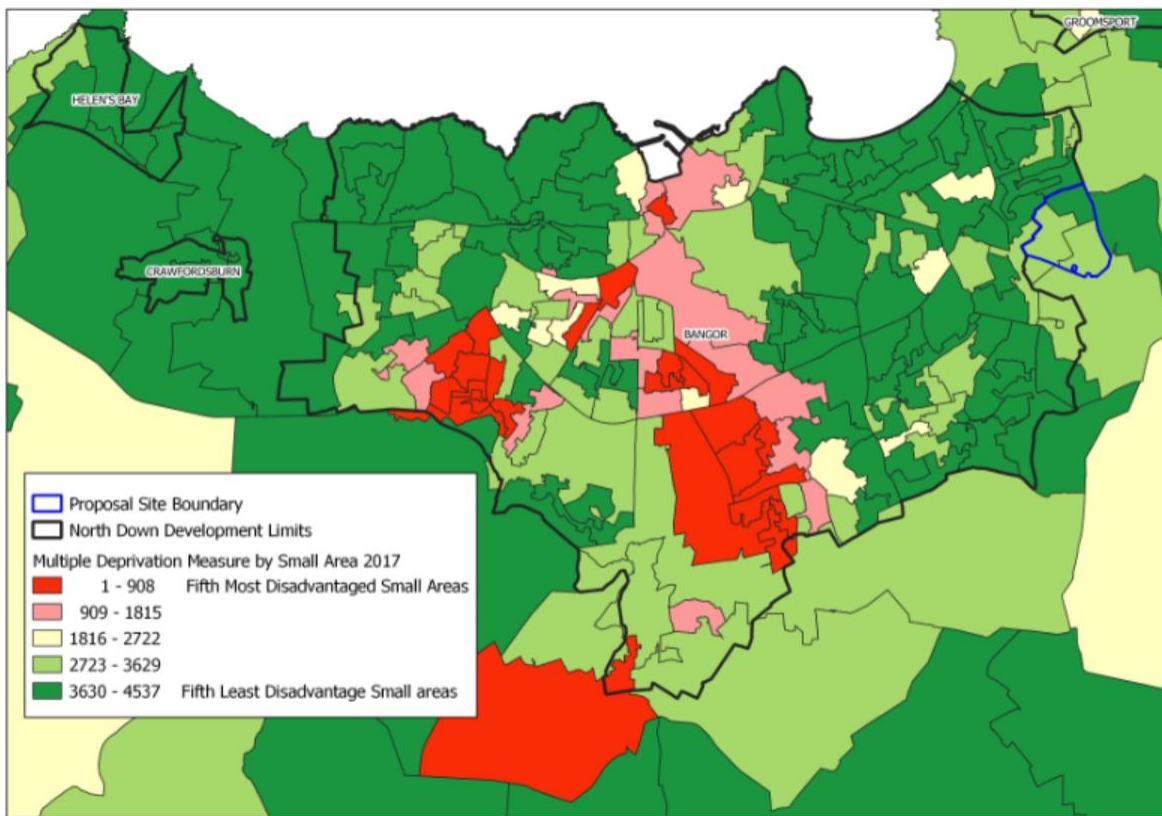 GROOMSPORT
HELEN'S BAY
CRAWFORDSBURN
BANGOR
Proposal Site Boundary
North Down Development Limits
Multiple Deprivation Measure by Small Area 2017
1 - 908 Fifth Most Disadvantaged Small Areas
909 - 1815
1816 - 2722
2723 - 3629
3630 - 4537 Fifth Least Disadvantage Small areas